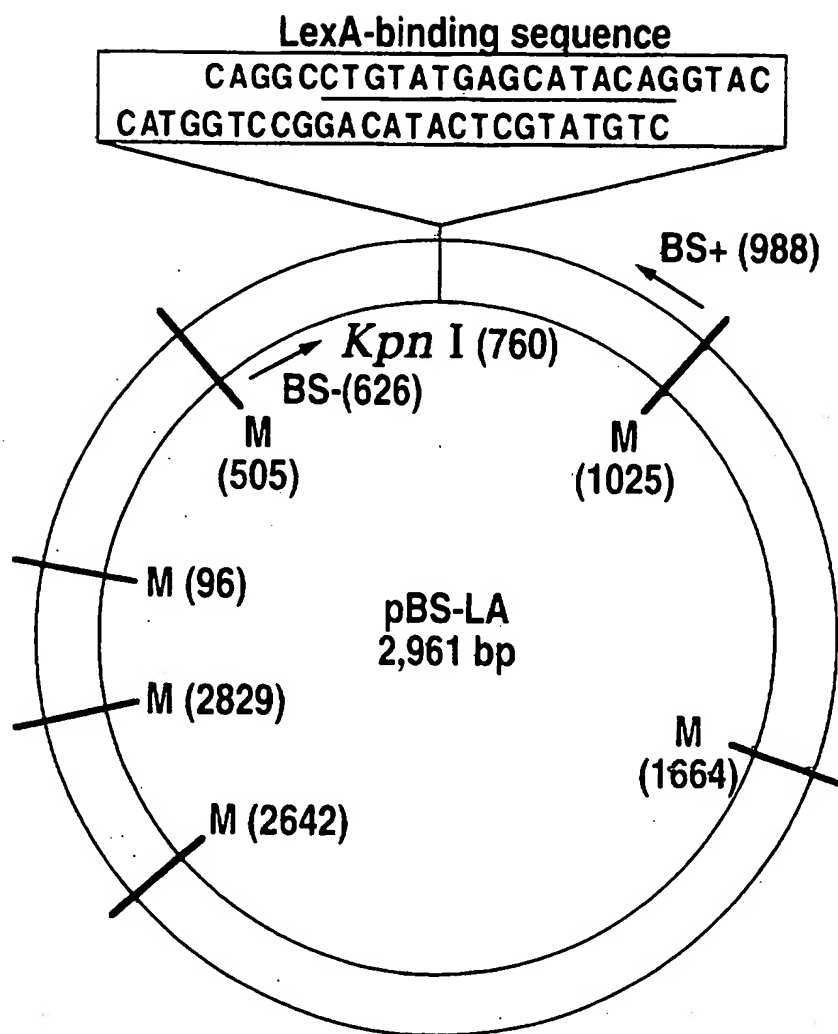 LexA-binding sequence
CAGGCCTGTATGAGCATACAGGTAC
CATGGTCCGGACATACTCGTATGTC
BS+ (988)
Kpn I (760)
BS-(626)
M
(505)
M
(1025)
M (96)
pBS-LA
2,961 bp
M (2829)
M
(1664)
M (2642)